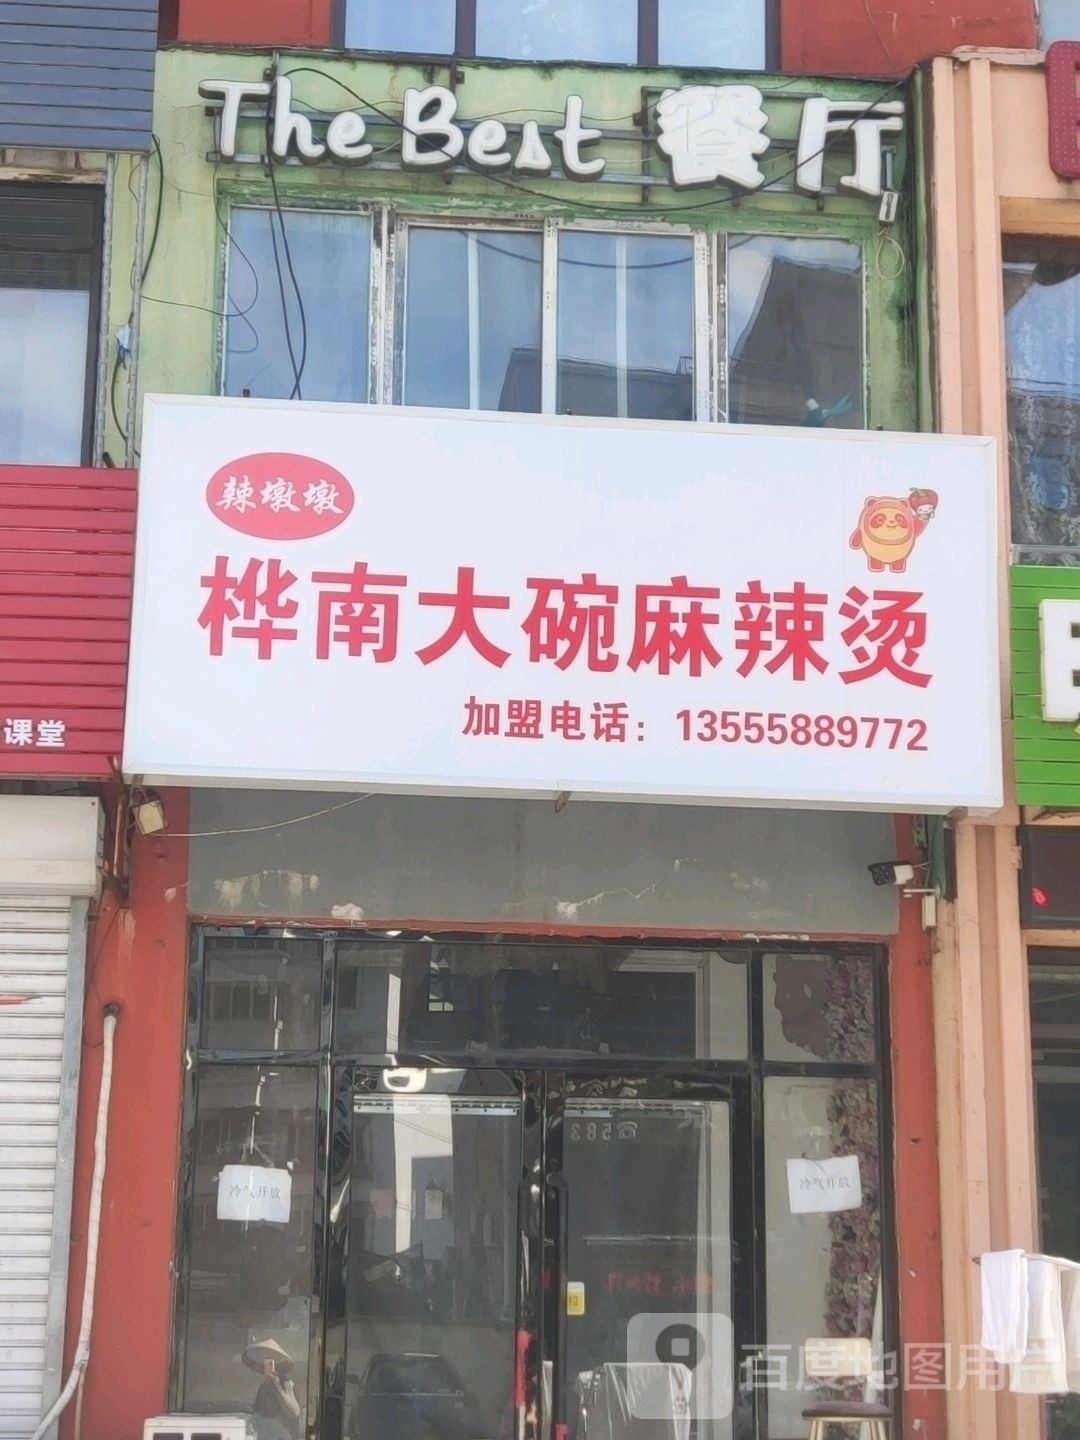 The Best 餐厅
辣墩墩
桦南大碗麻辣烫
加盟电话：13555889772
课堂
冷气开放
冷气开放
百度地图用户